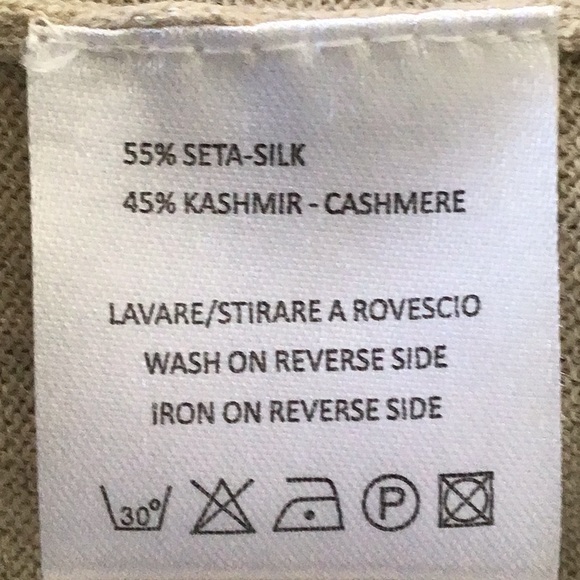 55% SETA-SILK
45% KASHMIR - CASHMERE
LAVARE/STIRARE A ROVESCIO
WASH ON REVERSE SIDE
IRON ON REVERSE SIDE
30° P